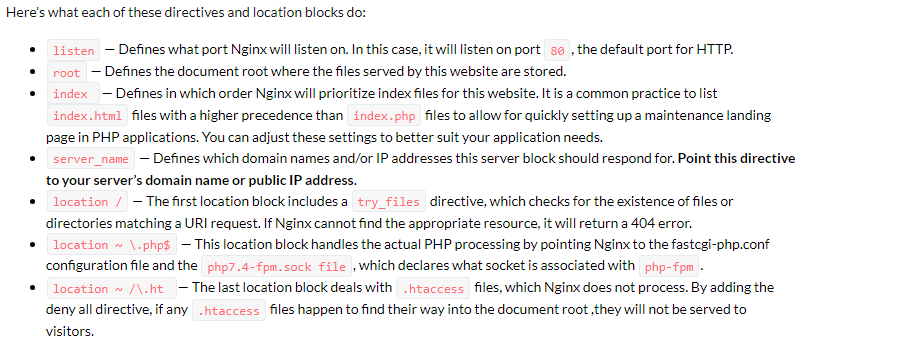 Here's what each of these directives and location blocks do:
• listen — Defines what port Nginx will listen on. In this case, it will listen on port 80 , the default port for HTTP.
• root — Defines the document root where the files served by this website are stored.
• index — Defines in which order Nginx will prioritize index files for this website. It is a common practice to list
index.html files with a higher precedence than index.php files to allow for quickly setting up a maintenance landing
page in PHP applications. You can adjust these settings to better suit your application needs.
• server_name — Defines which domain names and/or IP addresses this server block should respond for. Point this directive
to your server's domain name or public IP address.
• location / — The first location block includes a try_files directive, which checks for the existence of files or
directories matching a URI request. If Nginx cannot find the appropriate resource, it will return a 404 error.
• location ~ \.php$ — This location block handles the actual PHP processing by pointing Nginx to the fastcgi-php.conf
configuration file and the php7.4-fpm.sock file , which declares what socket is associated with php-fpm .
• location ~ /\.ht — The last location block deals with .htaccess files, which Nginx does not process. By adding the
deny all directive, if any .htaccess files happen to find their way into the document root ,they will not be served to
visitors.